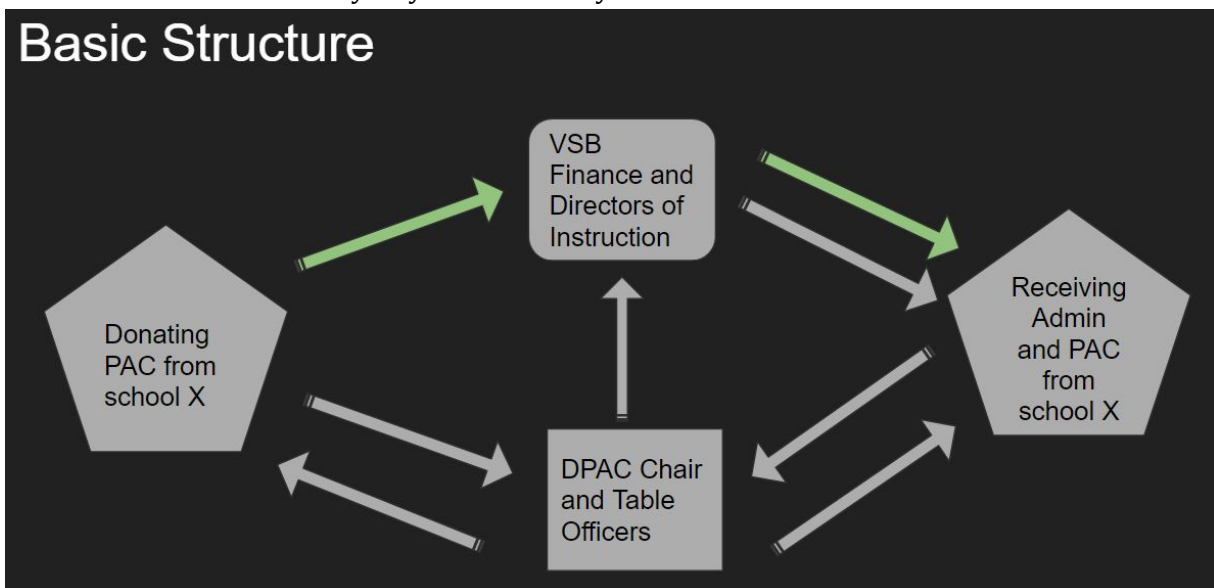 Basic Structure
VSB
Finance and
Directors of
Instruction
Donating
PAC from
school X
Receiving
Admin
and PAC
from
school X
DPAC Chair
and Table
Officers